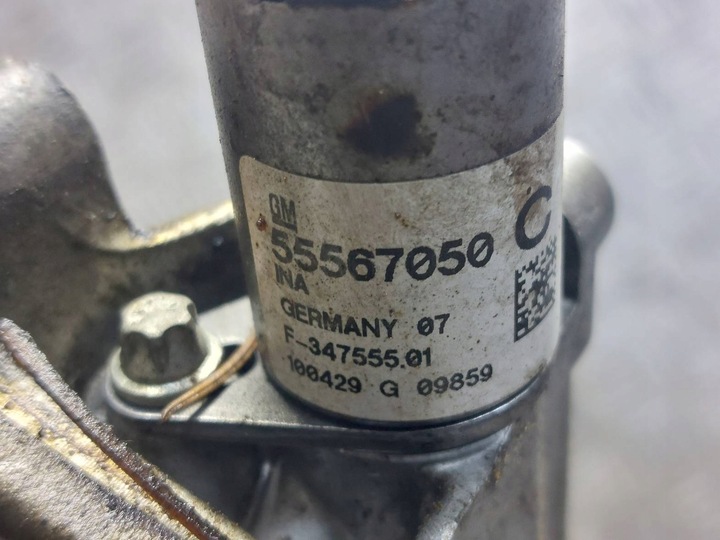 GM
55567050 C
INA
GERMANY 07
F-347555.01
100429 G 09859